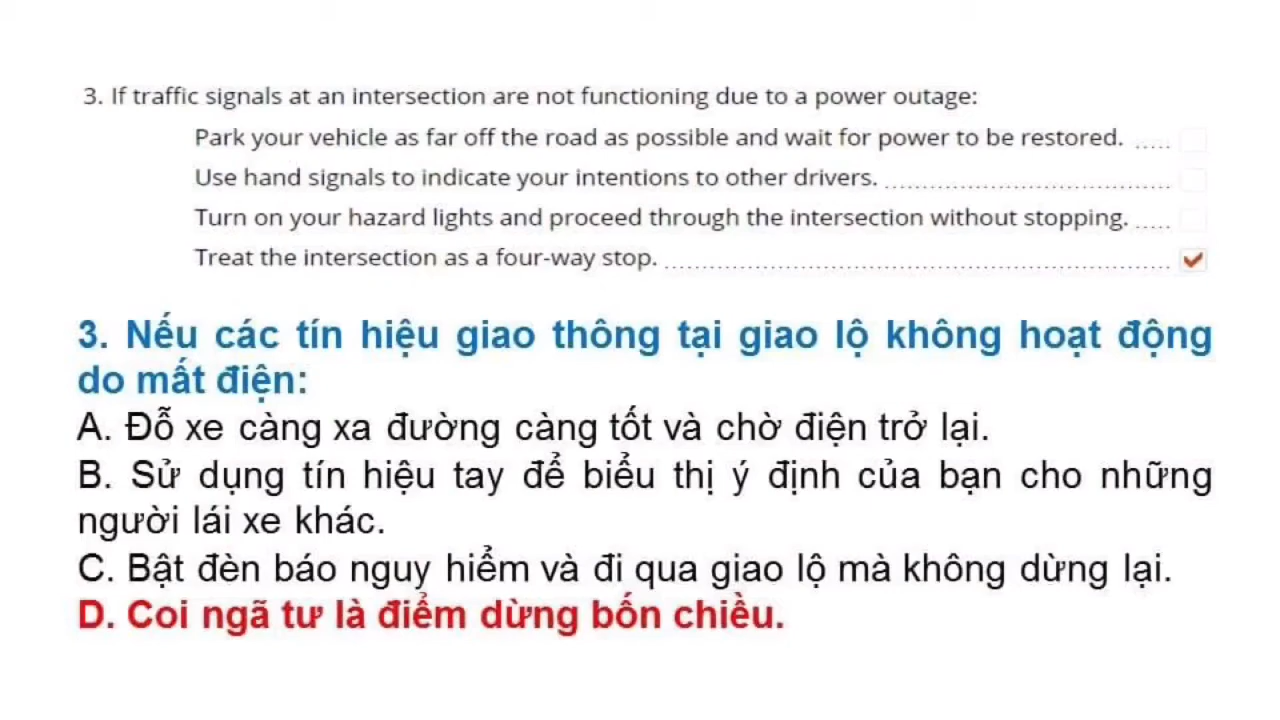 3. If traffic signals at an intersection are not functioning due to a power outage:
Park your vehicle as far off the road as possible and wait for power to be restored. .....
Use hand signals to indicate your intentions to other drivers. ......................................
Turn on your hazard lights and proceed through the intersection without stopping. .....
Treat the intersection as a four-way stop. ....................................................................
3. Nếu các tín hiệu giao thông tại giao lộ không hoạt động
do mất điện:
A. Đỗ xe càng xa đường càng tốt và chờ điện trở lại.
B. Sử dụng tín hiệu tay để biểu thị ý định của bạn cho những
người lái xe khác.
C. Bật đèn báo nguy hiểm và đi qua giao lộ mà không dừng lại.
D. Coi ngã tư là điểm dừng bốn chiều.